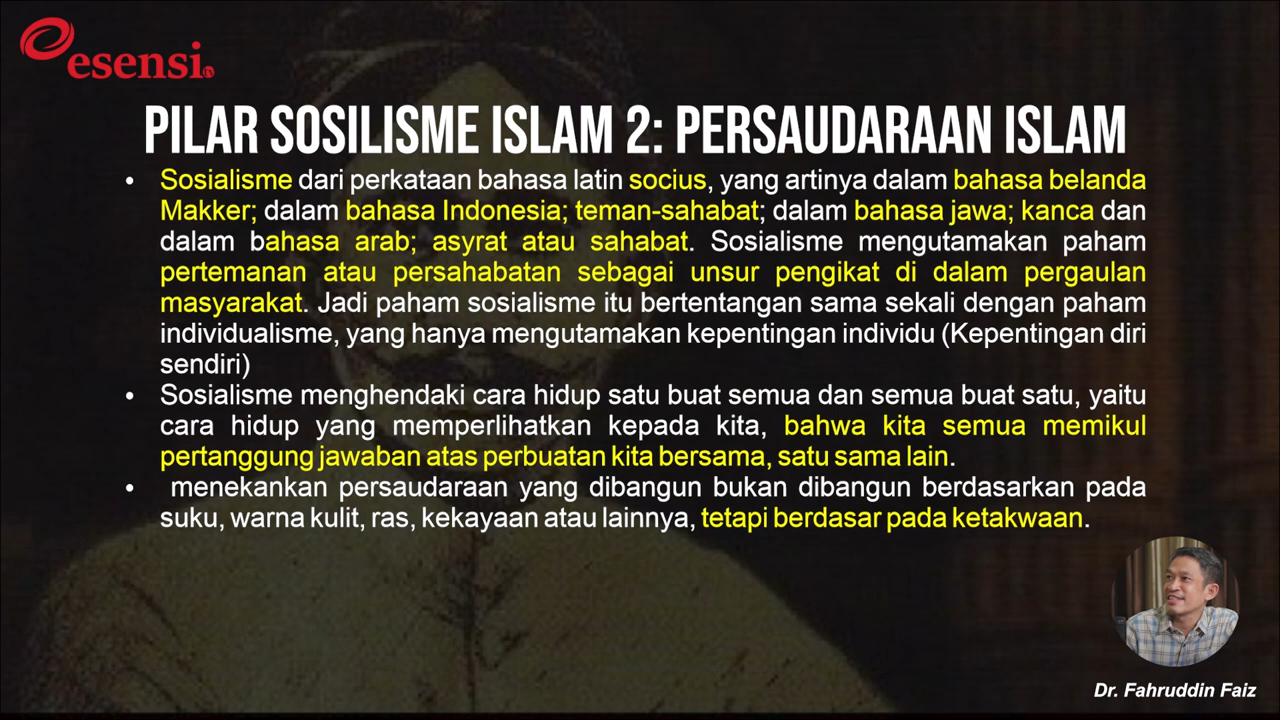 esensi.tv
PILAR SOSILISME ISLAM 2: PERSAUDARAAN ISLAM
• Sosialisme dari perkataan bahasa latin socius, yang artinya dalam bahasa belanda
Makker; dalam bahasa Indonesia; teman-sahabat; dalam bahasa jawa; kanca dan
dalam bahasa arab; asyrat atau sahabat. Sosialisme mengutamakan paham
pertemanan atau persahabatan sebagai unsur pengikat di dalam pergaulan
masyarakat. Jadi paham sosialisme itu bertentangan sama sekali dengan paham
individualisme, yang hanya mengutamakan kepentingan individu (Kepentingan diri
sendiri)
• Sosialisme menghendaki cara hidup satu buat semua dan semua buat satu, yaitu
cara hidup yang memperlihatkan kepada kita, bahwa kita semua memikul
pertanggung jawaban atas perbuatan kita bersama, satu sama lain.
• menekankan persaudaraan yang dibangun bukan dibangun berdasarkan pada
suku, warna kulit, ras, kekayaan atau lainnya, tetapi berdasar pada ketakwaan.
Dr. Fahruddin Faiz